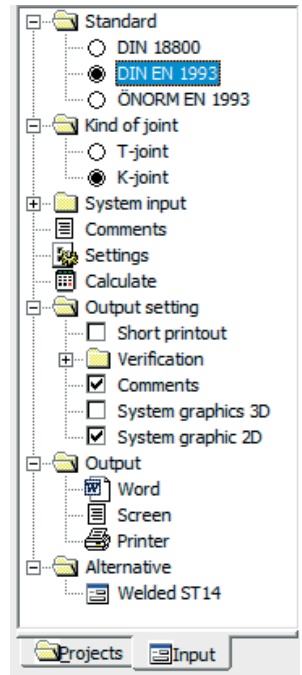 Standard
DIN 18800
DIN EN 1993
ÖNORM EN 1993
Kind of joint
T-joint
K-joint
System input
Comments
Settings
Calculate
Output setting
Short printout
Verification
Comments
System graphics 3D
System graphic 2D
Output
Word
Screen
Printer
Alternative
Welded ST14
Projects Input